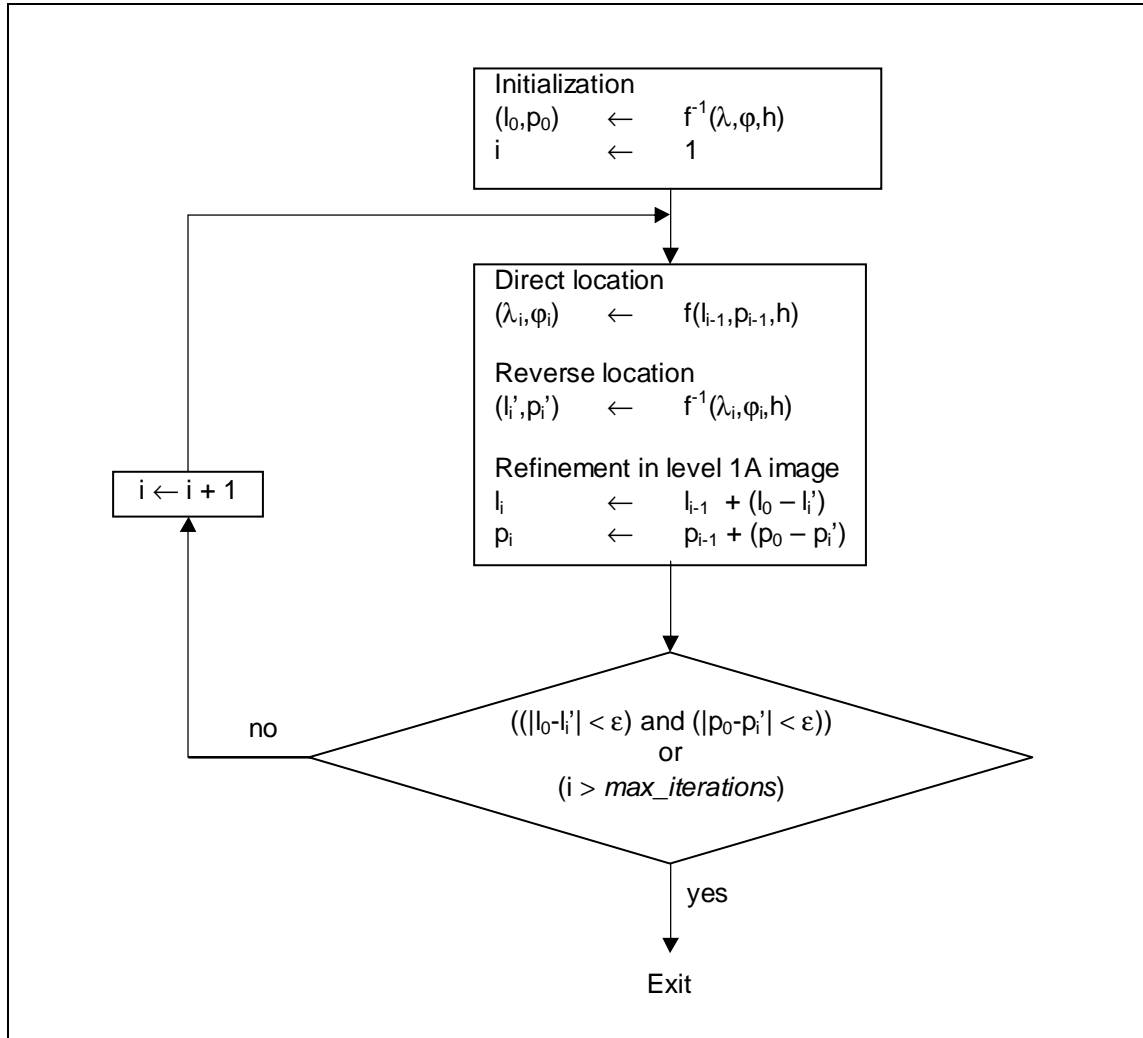 Initialization
(l₀,p₀) ← f⁻¹(λ,φ,h)
i ← 1
Direct location
(λᵢ,φᵢ) ← f(lᵢ₋₁,pᵢ₋₁,h)
Reverse location
(lᵢ’,pᵢ’) ← f⁻¹(λᵢ,φᵢ,h)
Refinement in level 1A image
lᵢ ← lᵢ₋₁ + (l₀ – lᵢ’)
pᵢ ← pᵢ₋₁ + (p₀ – pᵢ’)
i ← i + 1
no
((|l₀-lᵢ’| < ε) and (|p₀-pᵢ’| < ε))
or
(i > max_iterations)
yes
Exit